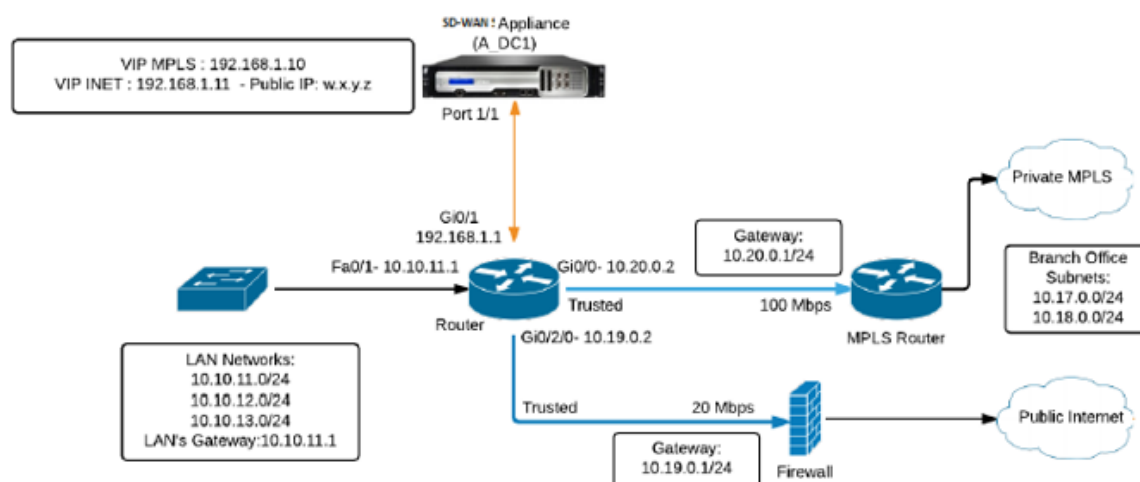 SD-WAN! Appliance
(A_DC1)
VIP MPLS : 192.168.1.10
VIP INET : 192.168.1.11 - Public IP: w.x.y.z
Port 1/1
Private MPLS
Gi0/1
192.168.1.1
Gateway:
10.20.0.1/24
Fa0/1- 10.10.11.1
Gi0/0- 10.20.0.2
Branch Office
Subnets:
10.17.0.0/24
10.18.0.0/24
Trusted
100 Mbps
Router
MPLS Router
Gi0/2/0- 10.19.0.2
LAN Networks:
10.10.11.0/24
10.10.12.0/24
10.10.13.0/24
LAN's Gateway:10.10.11.1
Trusted
20 Mbps
Public Internet
Gateway:
10.19.0.1/24
Firewall